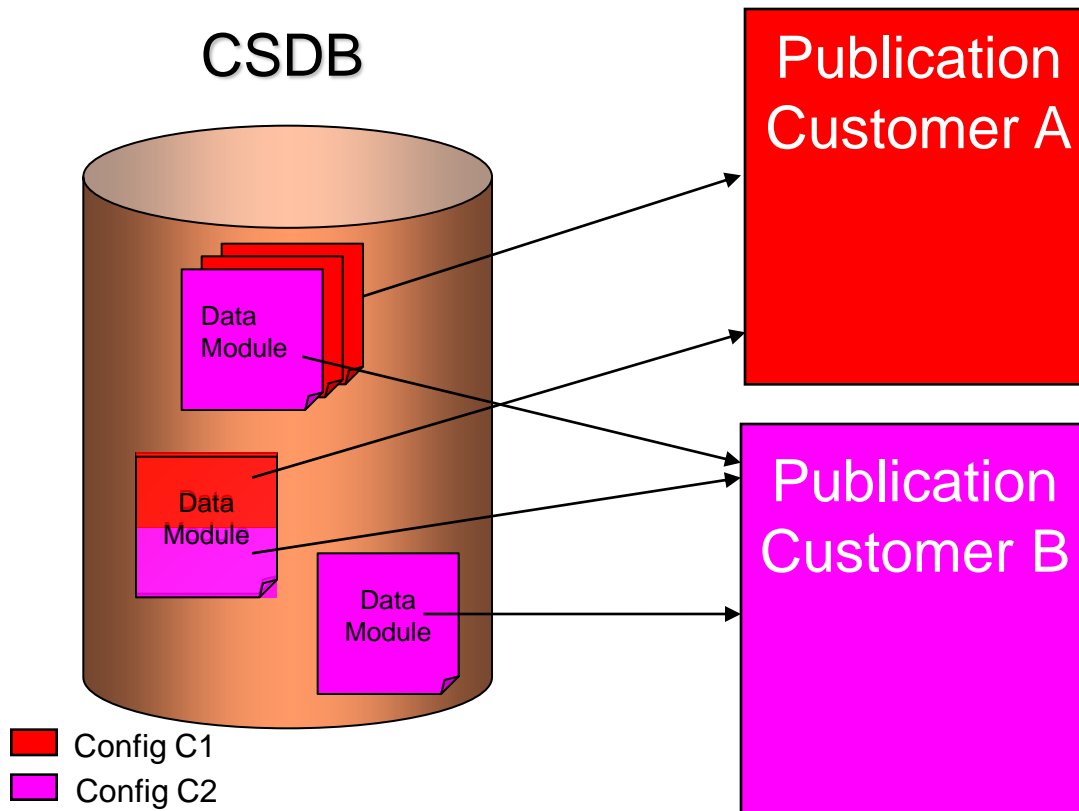 CSDB
Publication
Customer A
Data
Module
Data
Module
Data
Module
Publication
Customer B
Config C1
Config C2